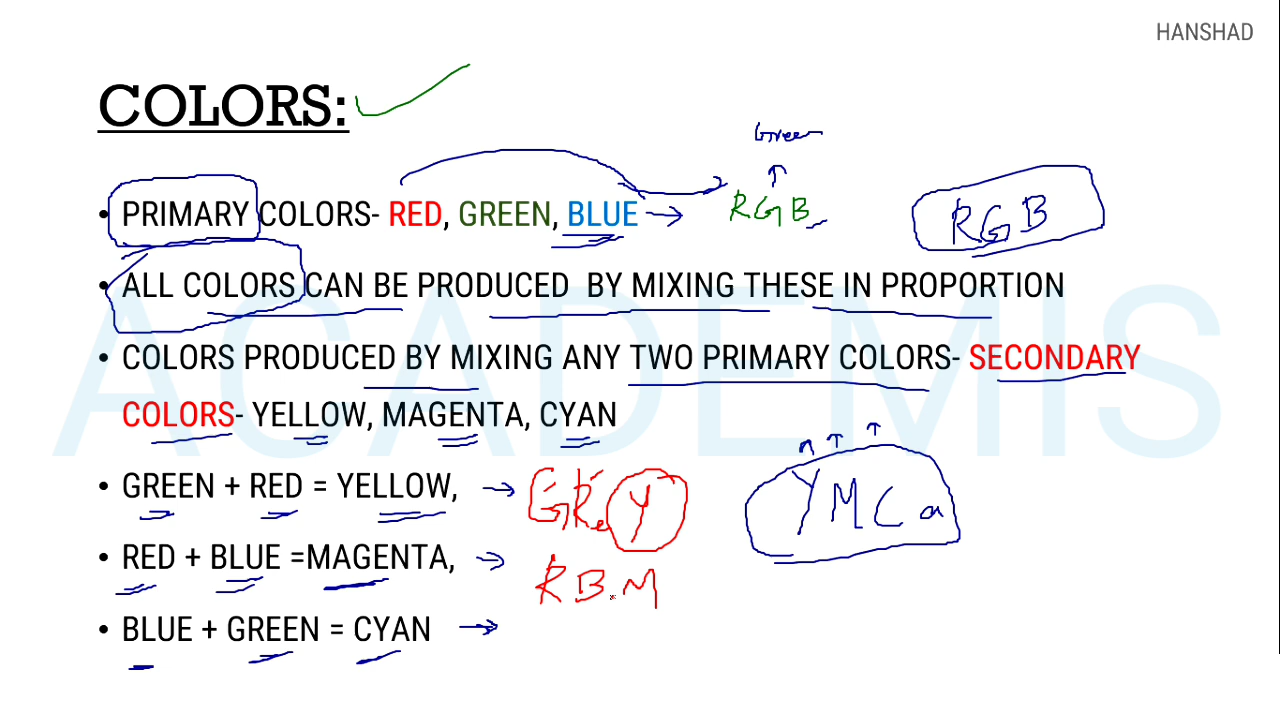 HANSHAD
COLORS:
Green
• PRIMARY COLORS- RED, GREEN, BLUE → RGB RGB
• ALL COLORS CAN BE PRODUCED BY MIXING THESE IN PROPORTION
• COLORS PRODUCED BY MIXING ANY TWO PRIMARY COLORS- SECONDARY
COLORS- YELLOW, MAGENTA, CYAN
• GREEN + RED = YELLOW, → GReY YMCa
• RED + BLUE =MAGENTA, → RB.M
• BLUE + GREEN = CYAN →
ACADEMIS